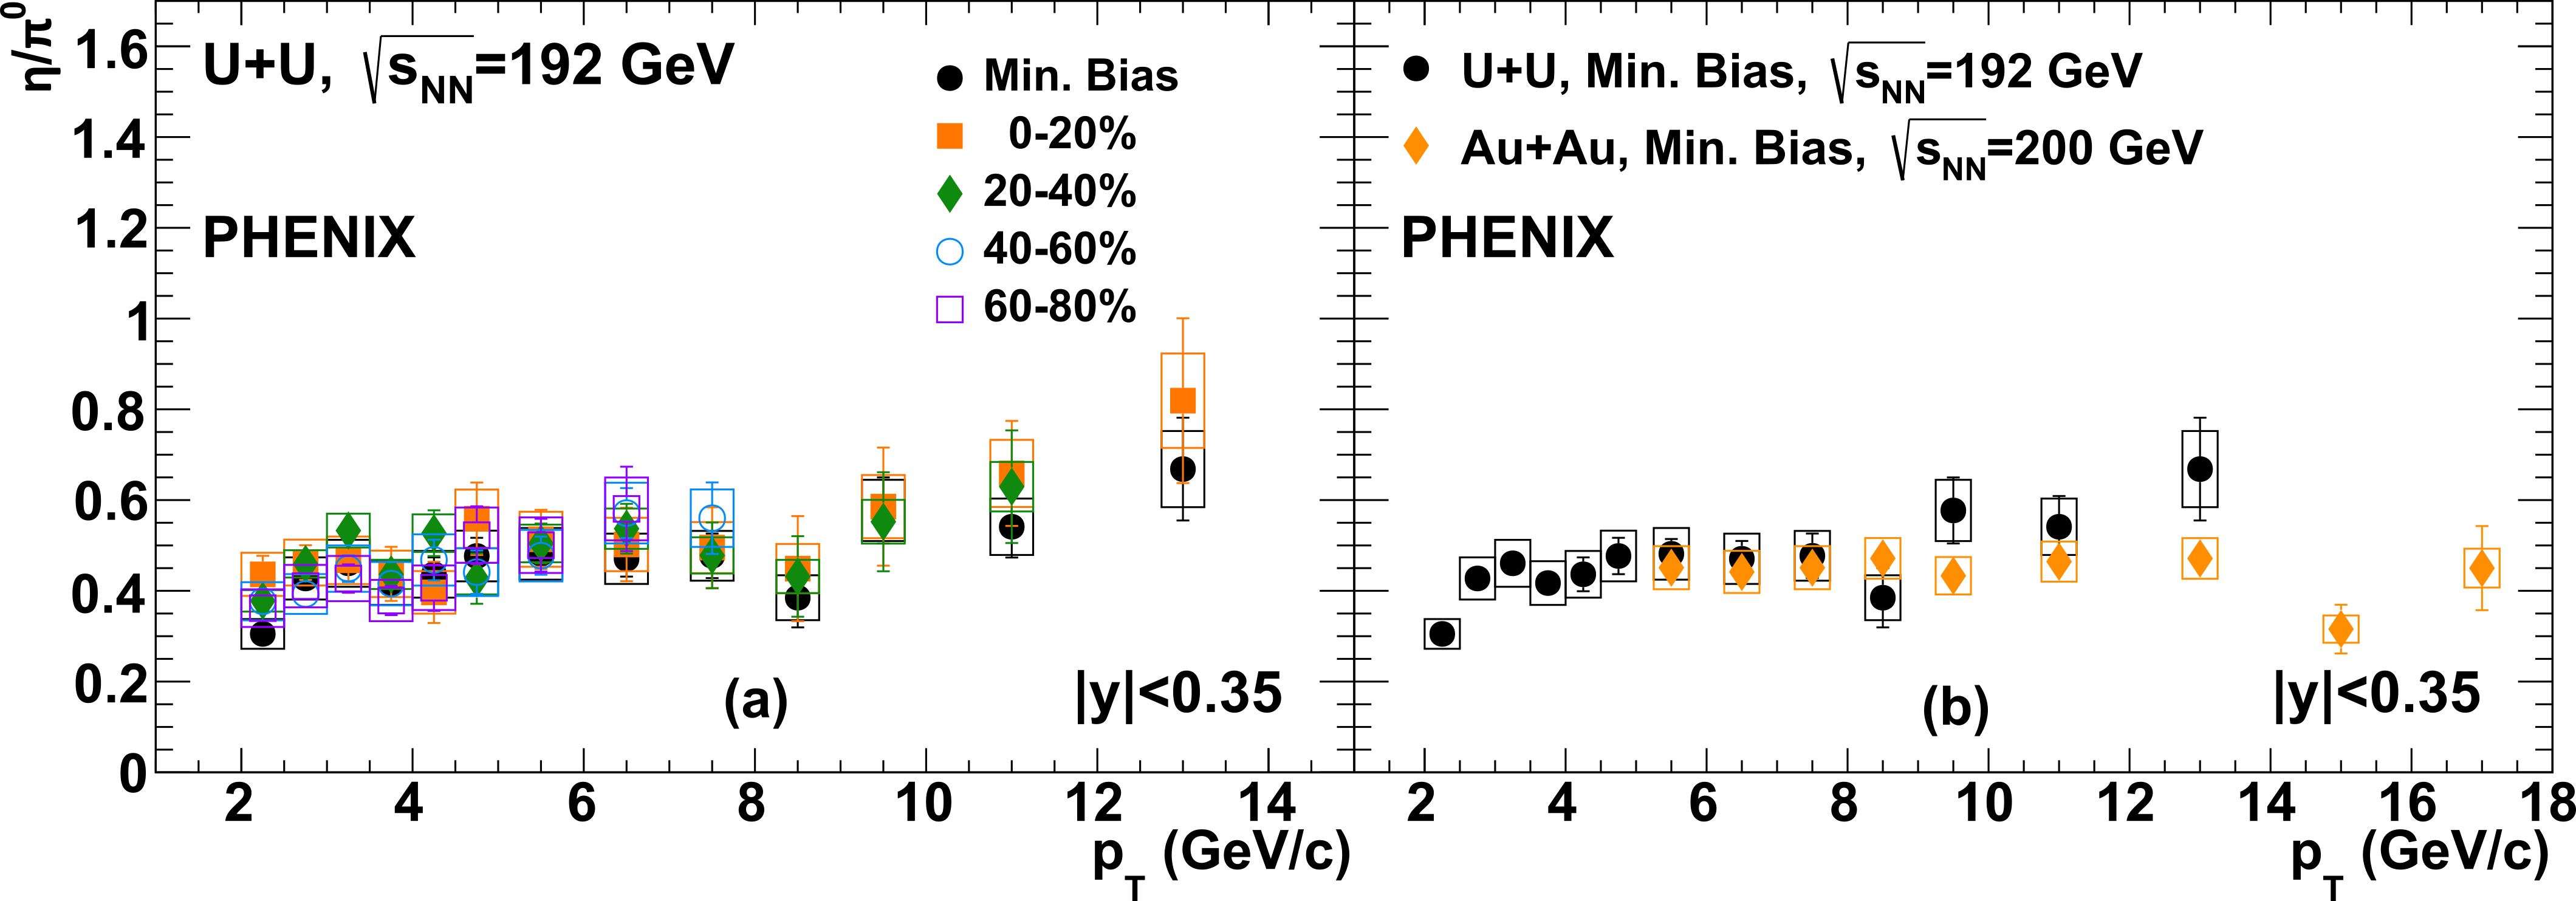 η/π⁰
1.6
1.4
1.2
1
0.8
0.6
0.4
0.2
0
U+U, √sNN=192 GeV
PHENIX
Min. Bias
0-20%
20-40%
40-60%
60-80%
(a)
|y|<0.35
2 4 6 8 10 12 14
pT (GeV/c)
U+U, Min. Bias, √sNN=192 GeV
Au+Au, Min. Bias, √sNN=200 GeV
PHENIX
(b)
|y|<0.35
2 4 6 8 10 12 14 16 18
pT (GeV/c)